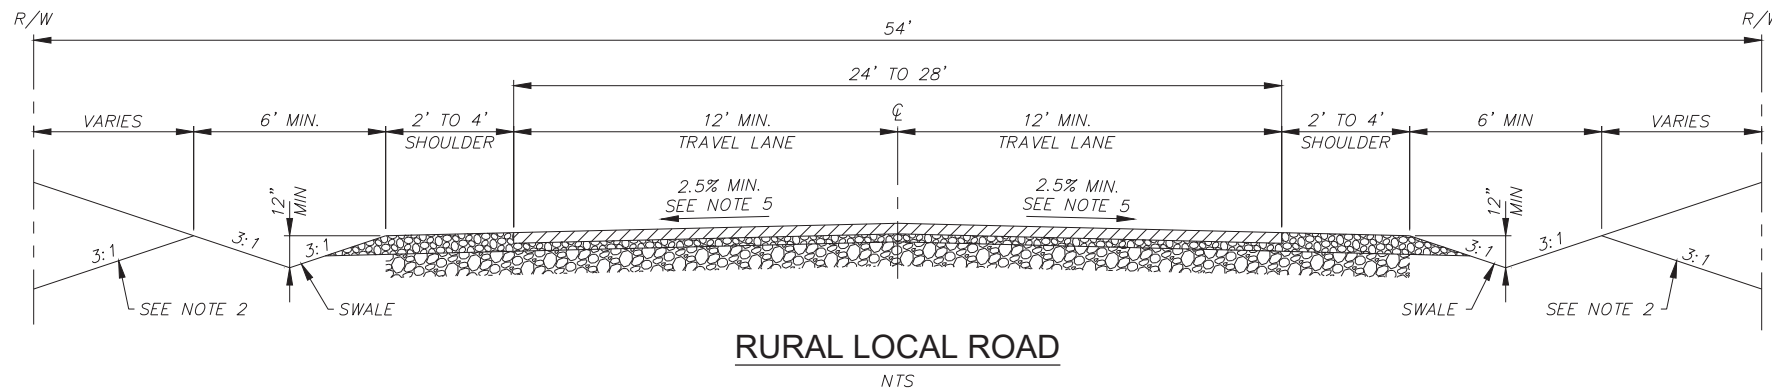 R/W
R/W
54'
24' TO 28'
℄
VARIES
6' MIN.
2' TO 4'
SHOULDER
12' MIN.
TRAVEL LANE
12' MIN.
TRAVEL LANE
2' TO 4'
SHOULDER
6' MIN
VARIES
12"
MIN
2.5% MIN.
SEE NOTE 5
2.5% MIN.
SEE NOTE 5
12"
MIN
3:1
3:1
3:1
3:1
3:1
3:1
SEE NOTE 2
SWALE
SWALE
SEE NOTE 2
RURAL LOCAL ROAD
NTS